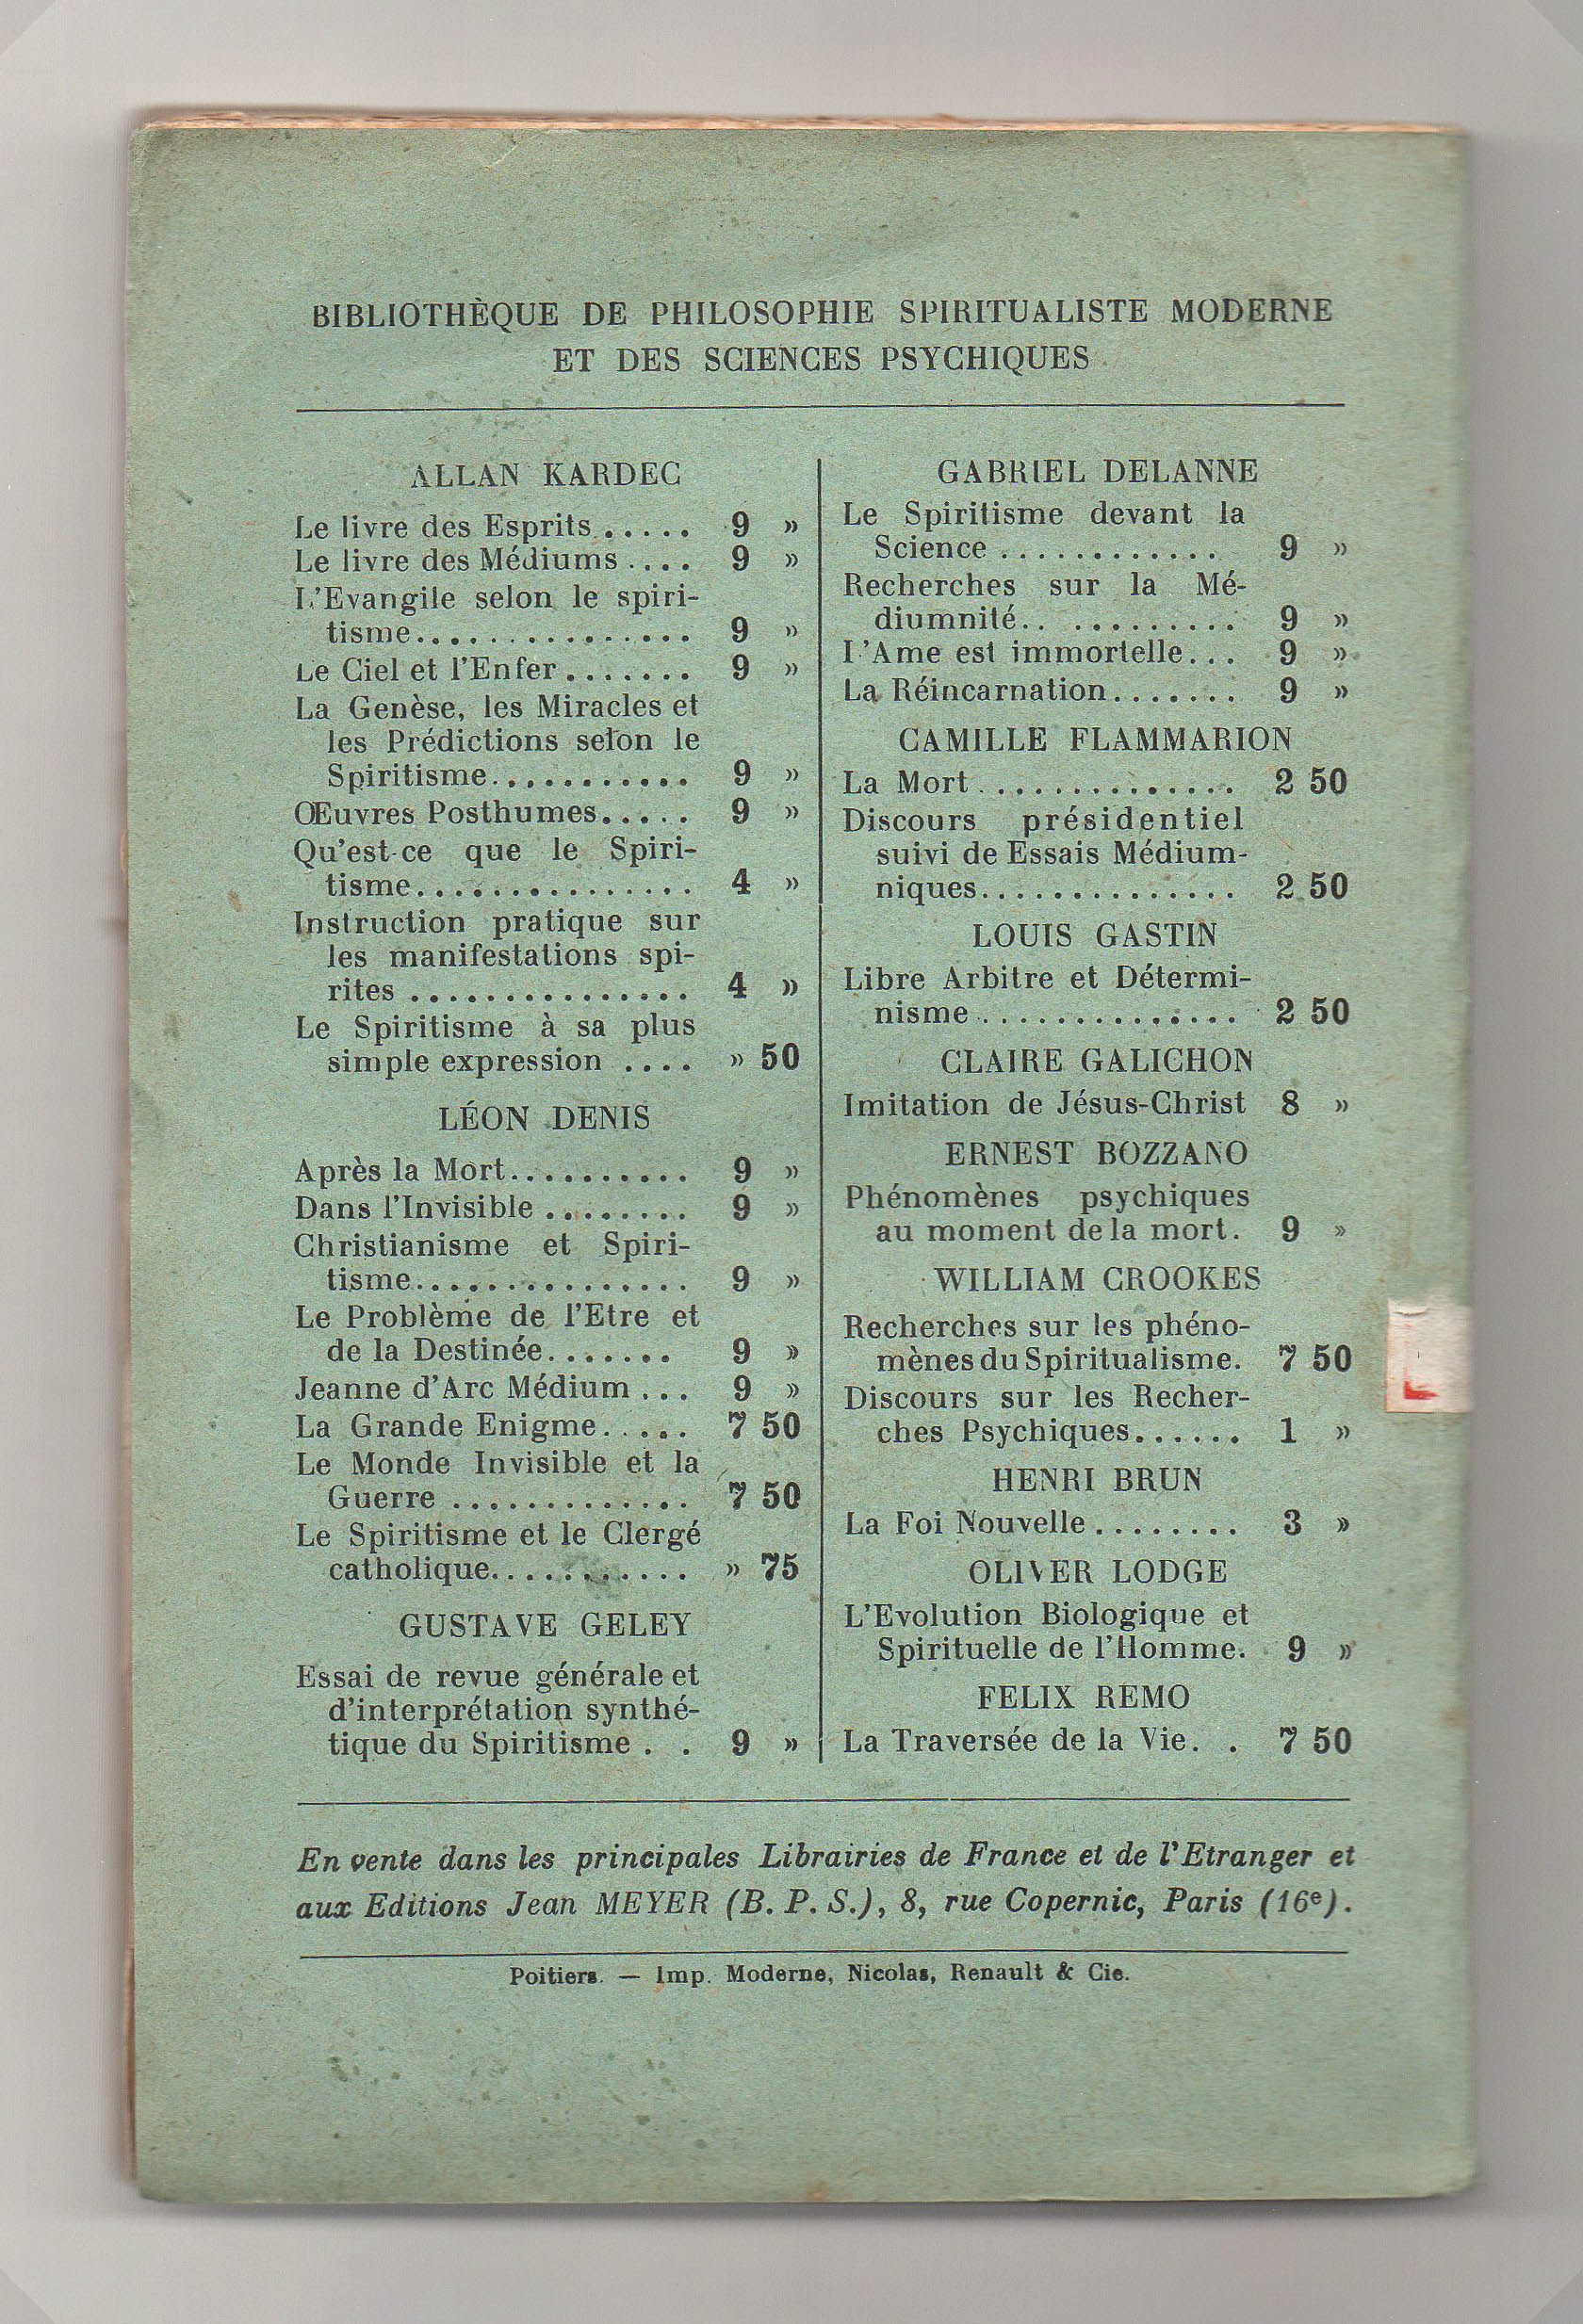 BIBLIOTHÈQUE DE PHILOSOPHIE SPIRITUALISTE MODERNE
ET DES SCIENCES PSYCHIQUES
ALLAN KARDEC
Le livre des Esprits ..... 9 »
Le livre des Médiums .... 9 »
L'Evangile selon le spiri-
tisme............... 9 »
Le Ciel et l'Enfer ....... 9 »
La Genèse, les Miracles et
les Prédictions selon le
Spiritisme........... 9 »
Œuvres Posthumes..... 9 »
Qu'est-ce que le Spiri-
tisme............... 4 »
Instruction pratique sur
les manifestations spi-
rites ............... 4 »
Le Spiritisme à sa plus
simple expression .... » 50
LÉON DENIS
Après la Mort.......... 9 »
Dans l'Invisible ........ 9 »
Christianisme et Spiri-
tisme............... 9 »
Le Problème de l'Etre et
de la Destinée....... 9 »
Jeanne d'Arc Médium ... 9 »
La Grande Enigme..... 7 50
Le Monde Invisible et la
Guerre ............. 7 50
Le Spiritisme et le Clergé
catholique........... » 75
GUSTAVE GELEY
Essai de revue générale et
d'interprétation synthé-
tique du Spiritisme . . 9 »
GABRIEL DELANNE
Le Spiritisme devant la
Science ............ 9 »
Recherches sur la Mé-
diumnité.. ......... 9 »
L'Ame est immortelle... 9 »
La Réincarnation....... 9 »
CAMILLE FLAMMARION
La Mort.............. 2 50
Discours présidentiel
suivi de Essais Médium-
niques.............. 2 50
LOUIS GASTIN
Libre Arbitre et Détermi-
nisme .............. 2 50
CLAIRE GALICHON
Imitation de Jésus-Christ 8 »
ERNEST BOZZANO
Phénomènes psychiques
au moment de la mort. 9 »
WILLIAM CROOKES
Recherches sur les phéno-
mènes du Spiritualisme. 7 50
Discours sur les Recher-
ches Psychiques...... 1 »
HENRI BRUN
La Foi Nouvelle ........ 3 »
OLIVER LODGE
L'Evolution Biologique et
Spirituelle de l'Homme. 9 »
FELIX REMO
La Traversée de la Vie. . 7 50
En vente dans les principales Librairies de France et de l'Etranger et
aux Editions Jean MEYER (B. P. S.), 8, rue Copernic, Paris (16e).
Poitiers. — Imp. Moderne, Nicolas, Renault & Cie.